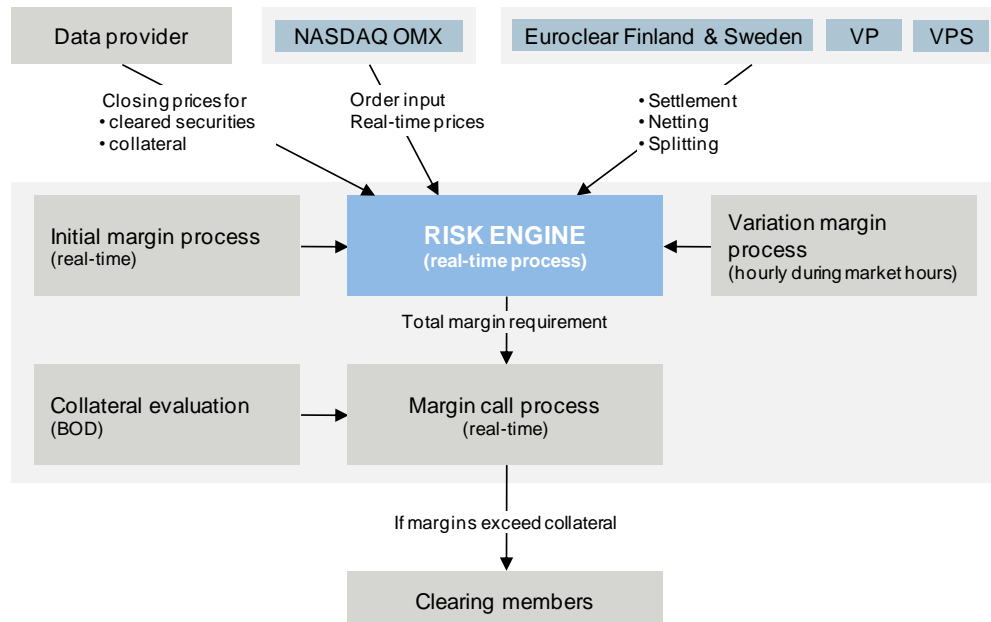 Data provider
NASDAQ OMX
Euroclear Finland & Sweden
VP
VPS
Closing prices for
• cleared securities
• collateral
Order input
Real-time prices
• Settlement
• Netting
• Splitting
Initial margin process
(real-time)
RISK ENGINE
(real-time process)
Variation margin
process
(hourly during market hours)
Total margin requirement
Collateral evaluation
(BOD)
Margin call process
(real-time)
If margins exceed collateral
Clearing members